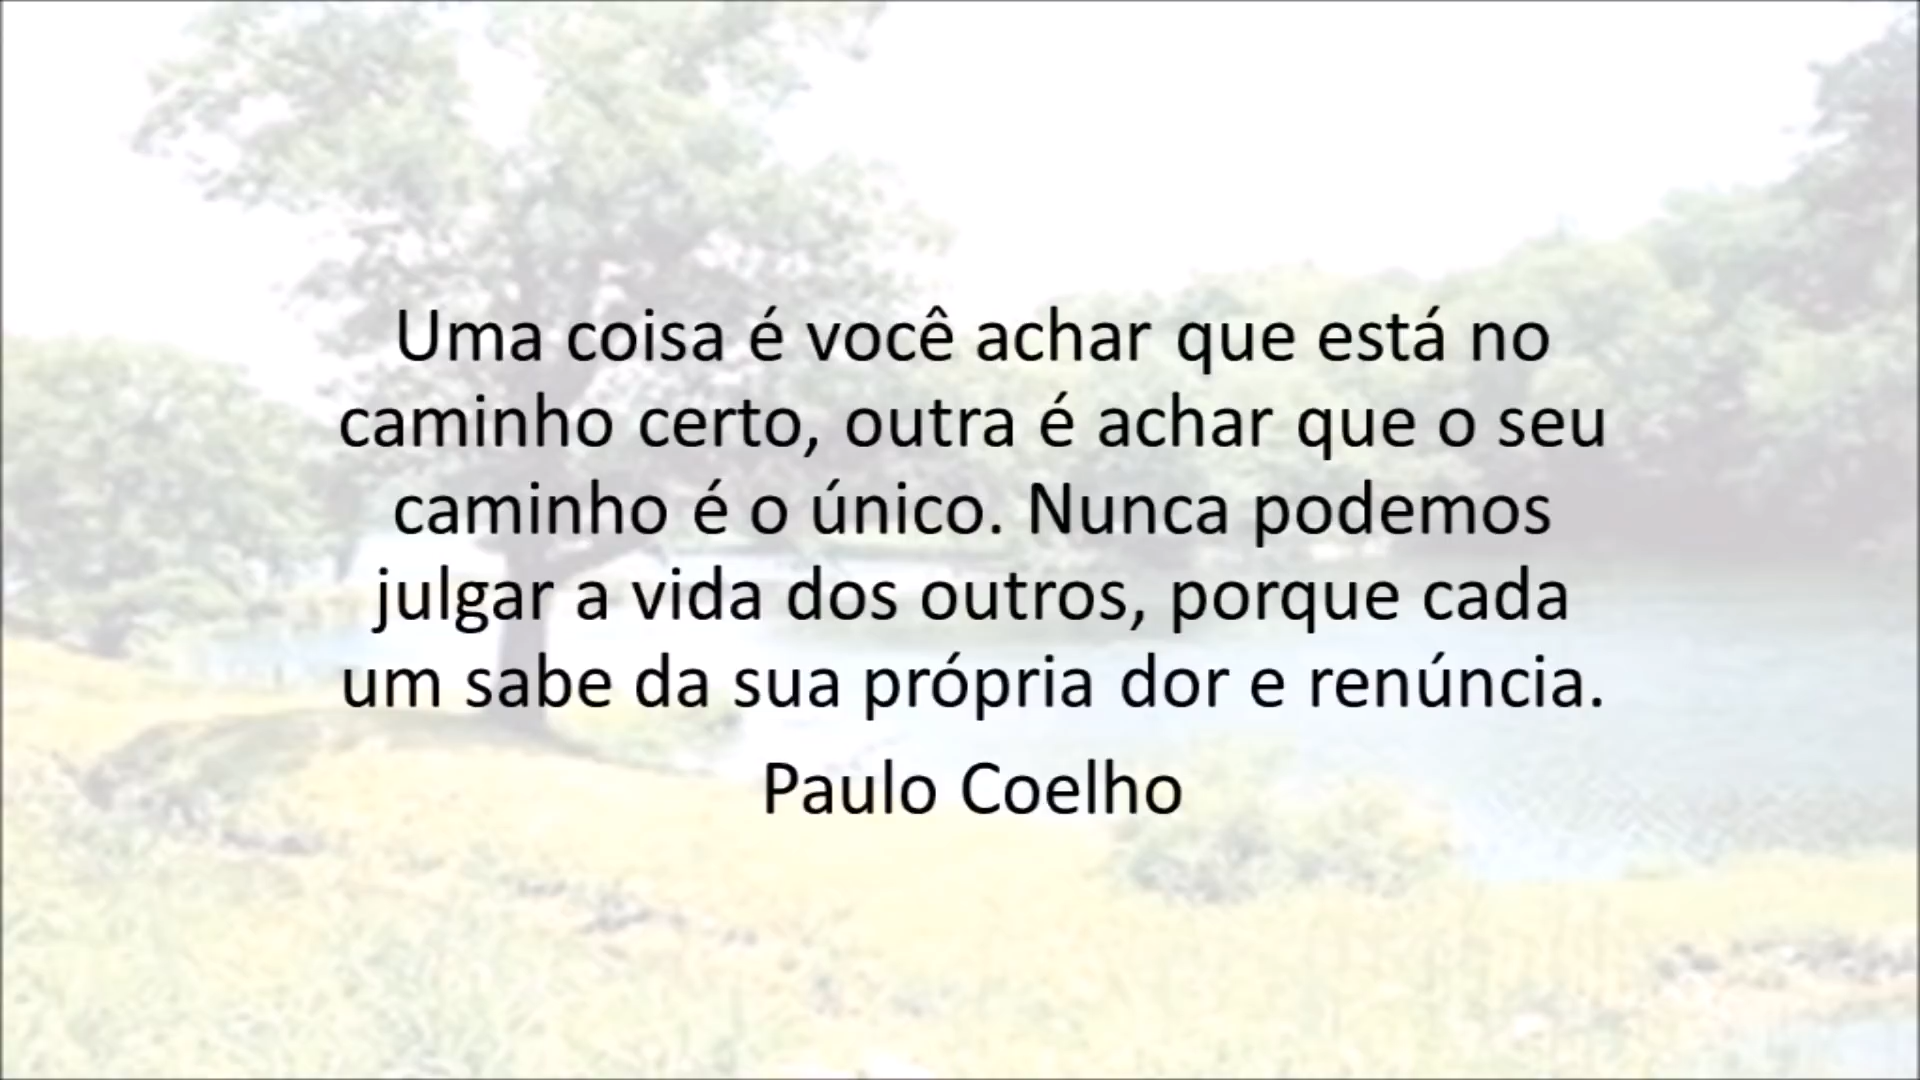 Uma coisa é você achar que está no
caminho certo, outra é achar que o seu
caminho é o único. Nunca podemos
julgar a vida dos outros, porque cada
um sabe da sua própria dor e renúncia.
Paulo Coelho